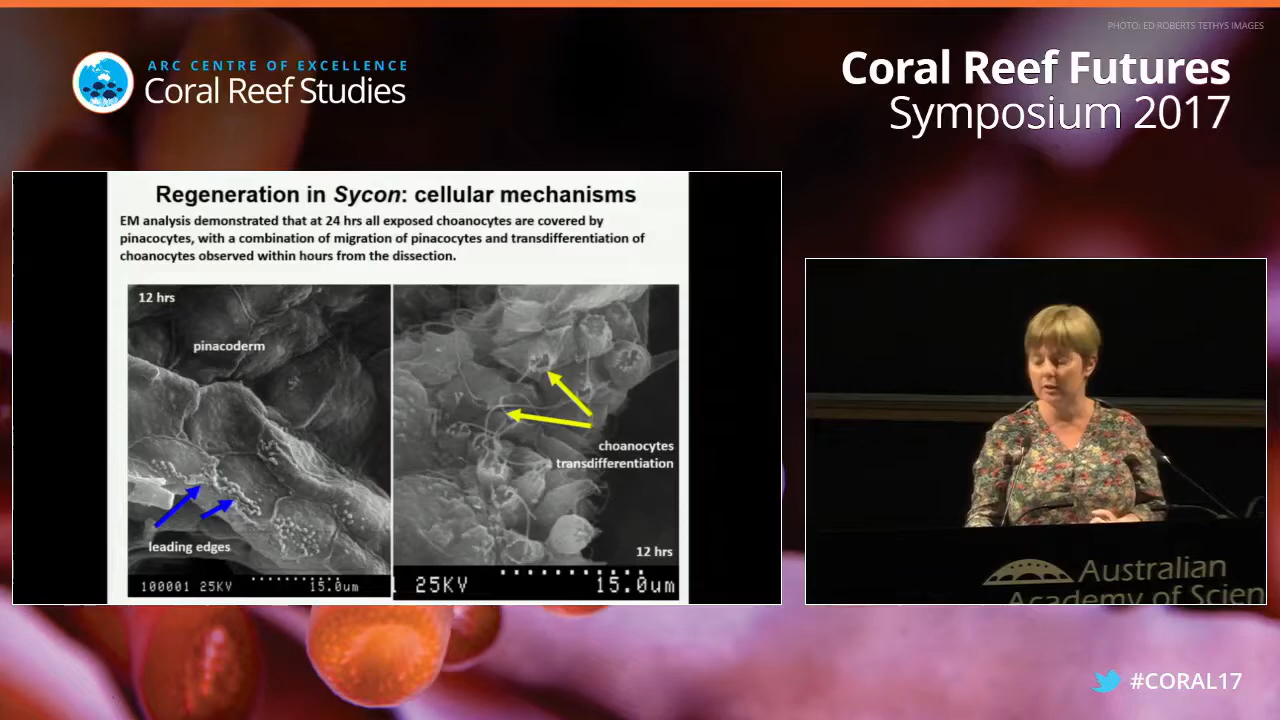 PHOTO: ED ROBERTS TETHYS IMAGES
ARC CENTRE OF EXCELLENCE
Coral Reef Studies
Coral Reef Futures
Symposium 2017
Regeneration in Sycon: cellular mechanisms
EM analysis demonstrated that at 24 hrs all exposed choanocytes are covered by
pinacocytes, with a combination of migration of pinacocytes and transdifferentiation of
choanocytes observed within hours from the dissection.
12 hrs
pinacoderm
leading edges
100001 25KV 15.0um
choanocytes
transdifferentiation
12 hrs
25KV 15.0um
Australian
Academy of Scien
#CORAL17